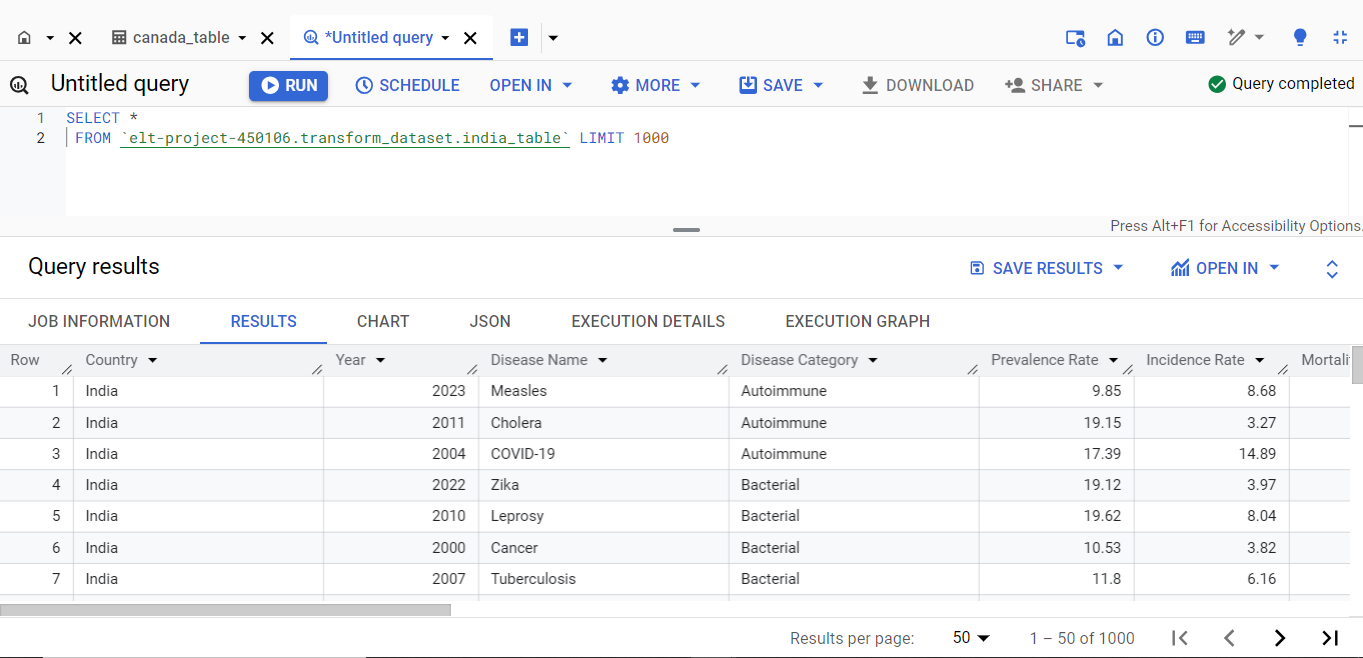 canada_table *Untitled query
Untitled query RUN SCHEDULE OPEN IN MORE SAVE DOWNLOAD SHARE Query completed
1 SELECT *
2 FROM `elt-project-450106.transform_dataset.india_table` LIMIT 1000
Press Alt+F1 for Accessibility Options.
Query results SAVE RESULTS OPEN IN
JOB INFORMATION RESULTS CHART JSON EXECUTION DETAILS EXECUTION GRAPH
Row Country Year Disease Name Disease Category Prevalence Rate Incidence Rate Mortali
1 India 2023 Measles Autoimmune 9.85 8.68
2 India 2011 Cholera Autoimmune 19.15 3.27
3 India 2004 COVID-19 Autoimmune 17.39 14.89
4 India 2022 Zika Bacterial 19.12 3.97
5 India 2010 Leprosy Bacterial 19.62 8.04
6 India 2000 Cancer Bacterial 10.53 3.82
7 India 2007 Tuberculosis Bacterial 11.8 6.16
Results per page: 50 1 – 50 of 1000